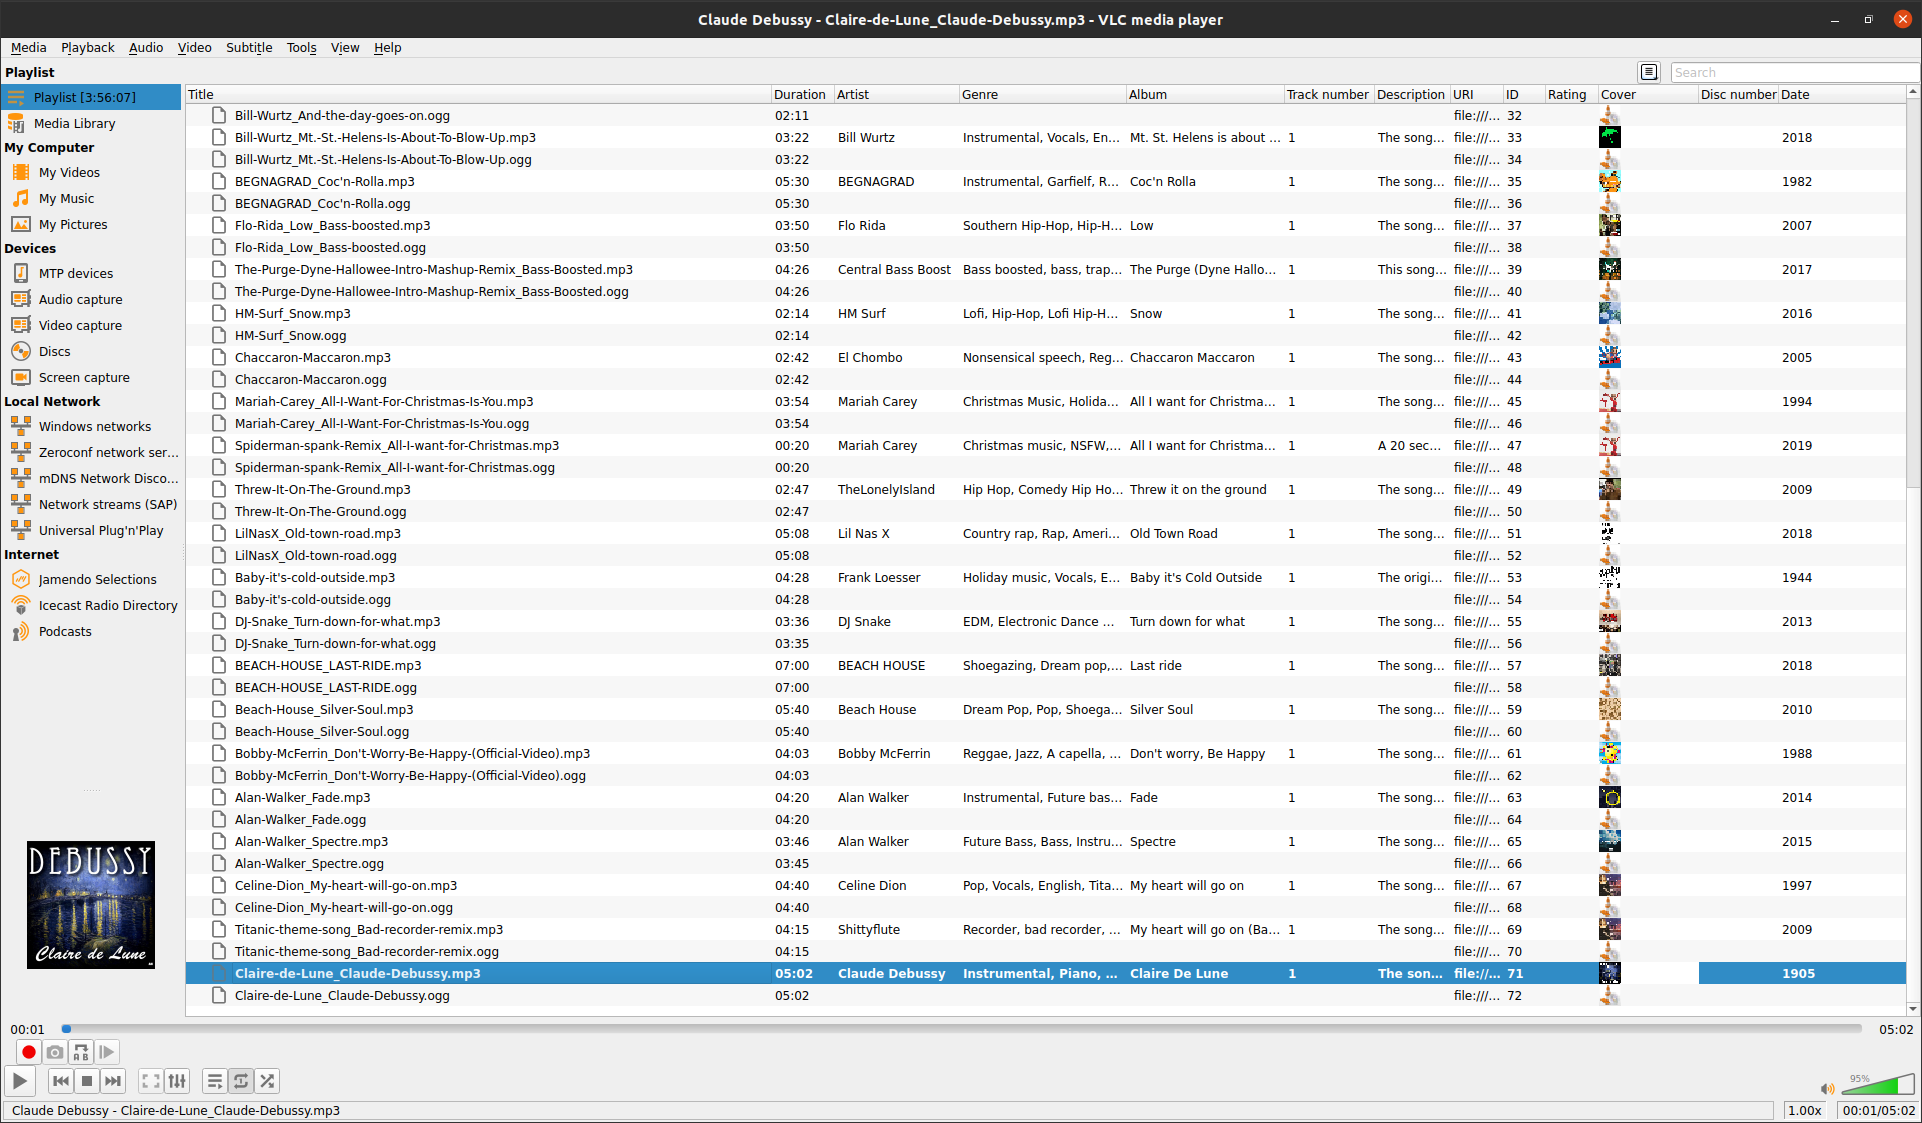 Claude Debussy - Claire-de-Lune_Claude-Debussy.mp3 - VLC media player
Media Playback Audio Video Subtitle Tools View Help
Playlist
Search
Playlist [3:56:07]
Media Library
My Computer
My Videos
My Music
My Pictures
Devices
MTP devices
Audio capture
Video capture
Discs
Screen capture
Local Network
Windows networks
Zeroconf network ser...
mDNS Network Disco...
Network streams (SAP)
Universal Plug'n'Play
Internet
Jamendo Selections
Icecast Radio Directory
Podcasts
DEBUSSY
Claire de Lune
Title Duration Artist Genre Album Track number Description URI ID Rating Cover Disc number Date
Bill-Wurtz_And-the-day-goes-on.ogg 02:11 file:///... 32
Bill-Wurtz_Mt.-St.-Helens-Is-About-To-Blow-Up.mp3 03:22 Bill Wurtz Instrumental, Vocals, En... Mt. St. Helens is about ... 1 The song... file:///... 33 2018
Bill-Wurtz_Mt.-St.-Helens-Is-About-To-Blow-Up.ogg 03:22 file:///... 34
BEGNAGRAD_Coc'n-Rolla.mp3 05:30 BEGNAGRAD Instrumental, Garfielf, R... Coc'n Rolla 1 The song... file:///... 35 1982
BEGNAGRAD_Coc'n-Rolla.ogg 05:30 file:///... 36
Flo-Rida_Low_Bass-boosted.mp3 03:50 Flo Rida Southern Hip-Hop, Hip-H... Low 1 The song... file:///... 37 2007
Flo-Rida_Low_Bass-boosted.ogg 03:50 file:///... 38
The-Purge-Dyne-Hallowee-Intro-Mashup-Remix_Bass-Boosted.mp3 04:26 Central Bass Boost Bass boosted, bass, trap... The Purge (Dyne Hallo... 1 This song... file:///... 39 2017
The-Purge-Dyne-Hallowee-Intro-Mashup-Remix_Bass-Boosted.ogg 04:26 file:///... 40
HM-Surf_Snow.mp3 02:14 HM Surf Lofi, Hip-Hop, Lofi Hip-H... Snow 1 The song... file:///... 41 2016
HM-Surf_Snow.ogg 02:14 file:///... 42
Chaccaron-Maccaron.mp3 02:42 El Chombo Nonsensical speech, Reg... Chaccaron Maccaron 1 The song... file:///... 43 2005
Chaccaron-Maccaron.ogg 02:42 file:///... 44
Mariah-Carey_All-I-Want-For-Christmas-Is-You.mp3 03:54 Mariah Carey Christmas Music, Holida... All I want for Christma... 1 The song... file:///... 45 1994
Mariah-Carey_All-I-Want-For-Christmas-Is-You.ogg 03:54 file:///... 46
Spiderman-spank-Remix_All-I-want-for-Christmas.mp3 00:20 Mariah Carey Christmas music, NSFW,... All I want for Christma... 1 A 20 sec... file:///... 47 2019
Spiderman-spank-Remix_All-I-want-for-Christmas.ogg 00:20 file:///... 48
Threw-It-On-The-Ground.mp3 02:47 TheLonelyIsland Hip Hop, Comedy Hip Ho... Threw it on the ground 1 The song... file:///... 49 2009
Threw-It-On-The-Ground.ogg 02:47 file:///... 50
LilNasX_Old-town-road.mp3 05:08 Lil Nas X Country rap, Rap, Ameri... Old Town Road 1 The song... file:///... 51 2018
LilNasX_Old-town-road.ogg 05:08 file:///... 52
Baby-it's-cold-outside.mp3 04:28 Frank Loesser Holiday music, Vocals, E... Baby it's Cold Outside 1 The origi... file:///... 53 1944
Baby-it's-cold-outside.ogg 04:28 file:///... 54
DJ-Snake_Turn-down-for-what.mp3 03:36 DJ Snake EDM, Electronic Dance ... Turn down for what 1 The song... file:///... 55 2013
DJ-Snake_Turn-down-for-what.ogg 03:35 file:///... 56
BEACH-HOUSE_LAST-RIDE.mp3 07:00 BEACH HOUSE Shoegazing, Dream pop,... Last ride 1 The song... file:///... 57 2018
BEACH-HOUSE_LAST-RIDE.ogg 07:00 file:///... 58
Beach-House_Silver-Soul.mp3 05:40 Beach House Dream Pop, Pop, Shoega... Silver Soul 1 The song... file:///... 59 2010
Beach-House_Silver-Soul.ogg 05:40 file:///... 60
Bobby-McFerrin_Don't-Worry-Be-Happy-(Official-Video).mp3 04:03 Bobby McFerrin Reggae, Jazz, A capella, ... Don't worry, Be Happy 1 The song... file:///... 61 1988
Bobby-McFerrin_Don't-Worry-Be-Happy-(Official-Video).ogg 04:03 file:///... 62
Alan-Walker_Fade.mp3 04:20 Alan Walker Instrumental, Future bas... Fade 1 The song... file:///... 63 2014
Alan-Walker_Fade.ogg 04:20 file:///... 64
Alan-Walker_Spectre.mp3 03:46 Alan Walker Future Bass, Bass, Instru... Spectre 1 The song... file:///... 65 2015
Alan-Walker_Spectre.ogg 03:45 file:///... 66
Celine-Dion_My-heart-will-go-on.mp3 04:40 Celine Dion Pop, Vocals, English, Tita... My heart will go on 1 The song... file:///... 67 1997
Celine-Dion_My-heart-will-go-on.ogg 04:40 file:///... 68
Titanic-theme-song_Bad-recorder-remix.mp3 04:15 Shittyflute Recorder, bad recorder, ... My heart will go on (Ba... 1 The song... file:///... 69 2009
Titanic-theme-song_Bad-recorder-remix.ogg 04:15 file:///... 70
Claire-de-Lune_Claude-Debussy.mp3 05:02 Claude Debussy Instrumental, Piano, ... Claire De Lune 1 The son... file://... 71 1905
Claire-de-Lune_Claude-Debussy.ogg 05:02 file:///... 72
00:01 05:02
A B
95%
Claude Debussy - Claire-de-Lune_Claude-Debussy.mp3 1.00x 00:01/05:02